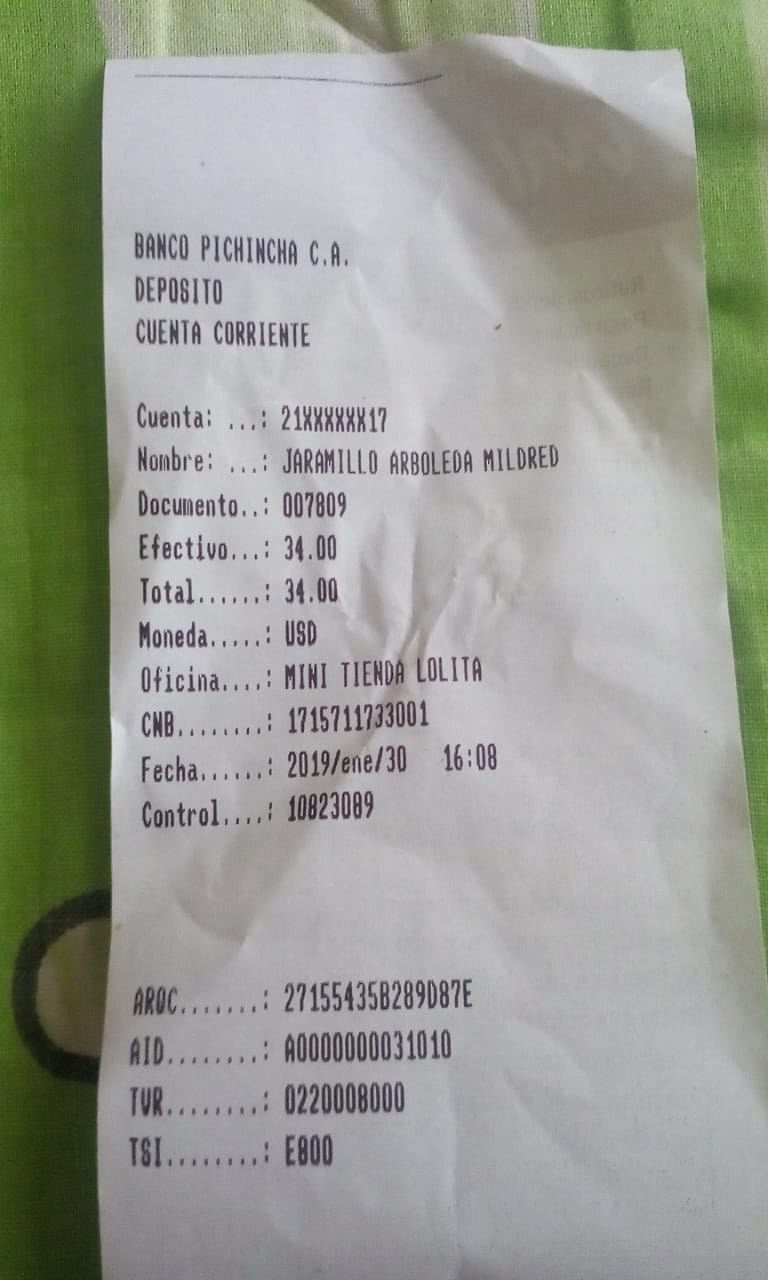 BANCO PICHINCHA C.A.
DEPOSITO
CUENTA CORRIENTE
Cuenta: ...: 21XXXXXX17
Nombre: ...: JARAMILLO ARBOLEDA MILDRED
Documento..: 007809
Efectivo...: 34.00
Total......: 34.00
Moneda.....: USD
Oficina....: MINI TIENDA LOLITA
CNB........: 1715711733001
Fecha......: 2019/ene/30 16:08
Control....: 10823089
ARQC.......: 27155435B289D87E
AID........: A0000000031010
TVR........: 0220008000
TSI........: E800